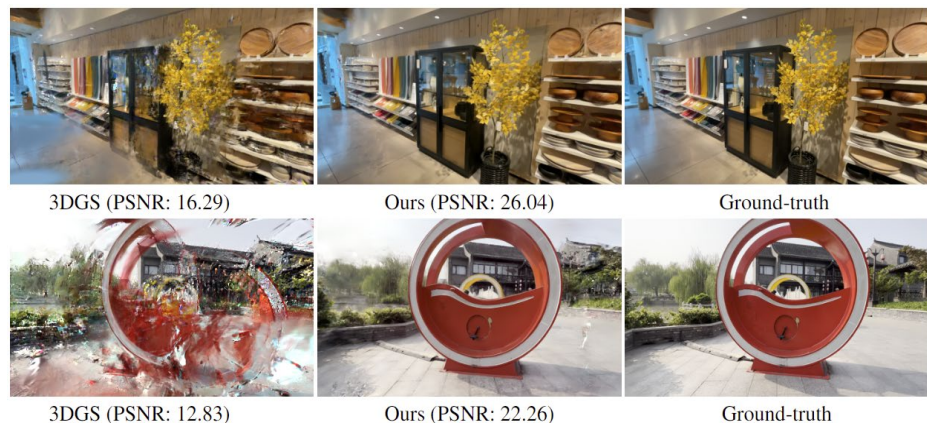 3DGS (PSNR: 16.29) Ours (PSNR: 26.04) Ground-truth
3DGS (PSNR: 12.83) Ours (PSNR: 22.26) Ground-truth